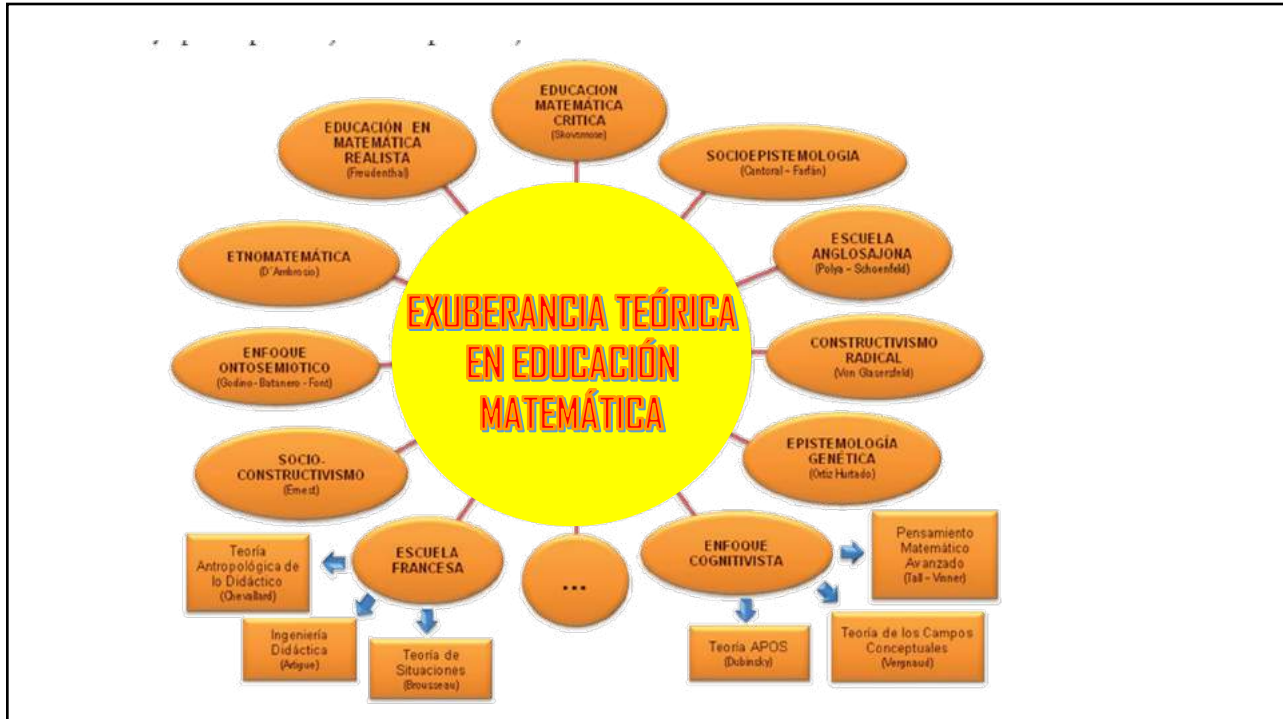 EDUCACION
MATEMÁTICA
CRITICA
(Skovsmose)
EDUCACIÓN EN
MATEMÁTICA
REALISTA
(Freudenthal)
SOCIOEPISTEMOLOGIA
(Cantoral – Farfán)
ETNOMATEMÁTICA
(D´Ambrosio)
ESCUELA
ANGLOSAJONA
(Polya – Schoenfeld)
EXUBERANCIA TEÓRICA
EN EDUCACIÓN
MATEMÁTICA
ENFOQUE
ONTOSEMIOTICO
(Godino- Batanero - Font)
CONSTRUCTIVISMO
RADICAL
(Von Glasersfeld)
SOCIO-
CONSTRUCTIVISMO
(Ernest)
EPISTEMOLOGÍA
GENÉTICA
(Ortiz Hurtado)
ESCUELA
FRANCESA
...
ENFOQUE
COGNITIVISTA
Teoría
Antropológica de
lo Didáctico
(Chevallard)
Ingeniería
Didáctica
(Artigue)
Teoría de
Situaciones
(Brousseau)
Pensamiento
Matemático
Avanzado
(Tall – Vinner)
Teoría APOS
(Dubinsky)
Teoría de los Campos
Conceptuales
(Vergnaud)